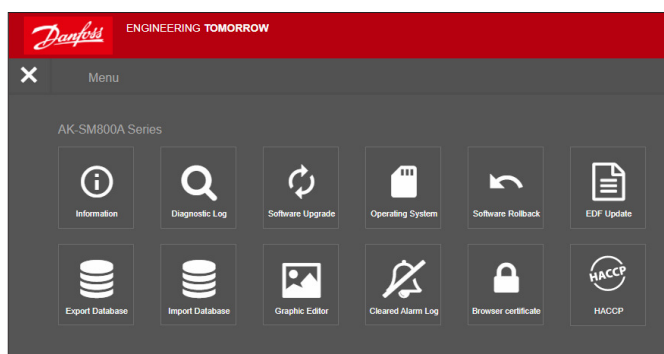 Danfoss
ENGINEERING TOMORROW
Menu
AK-SM800A Series
Information
Diagnostic Log
Software Upgrade
Operating System
Software Rollback
EDF Update
Export Database
Import Database
Graphic Editor
Cleared Alarm Log
Browser certificate
HACCP
HACCP